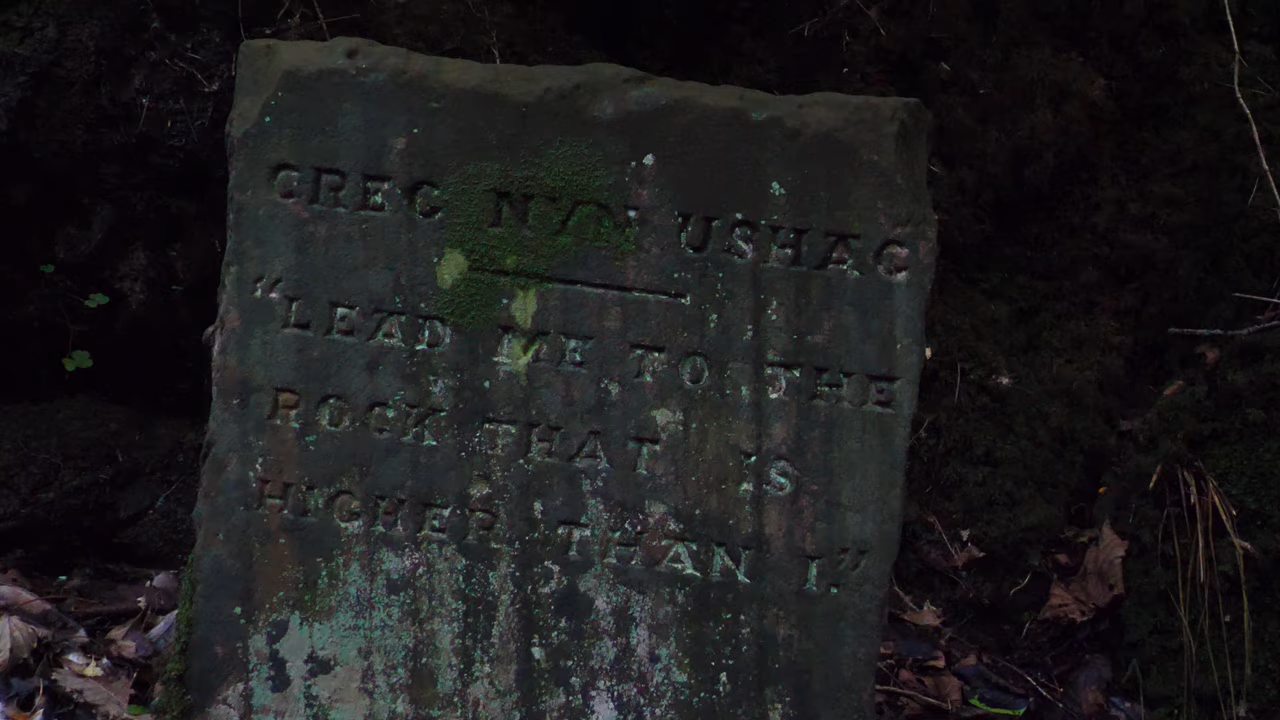 CREG USHAG
"LEAD ME TO THE
ROCK THAT IS
HIGHER THAN I."